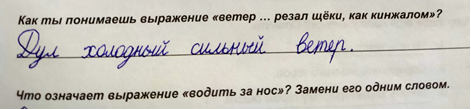 Как ты понимаешь выражение «ветер ... резал щёки, как кинжалом»?
Дул холодный сильный ветер.
Что означает выражение «водить за нос»? Замени его одним словом.